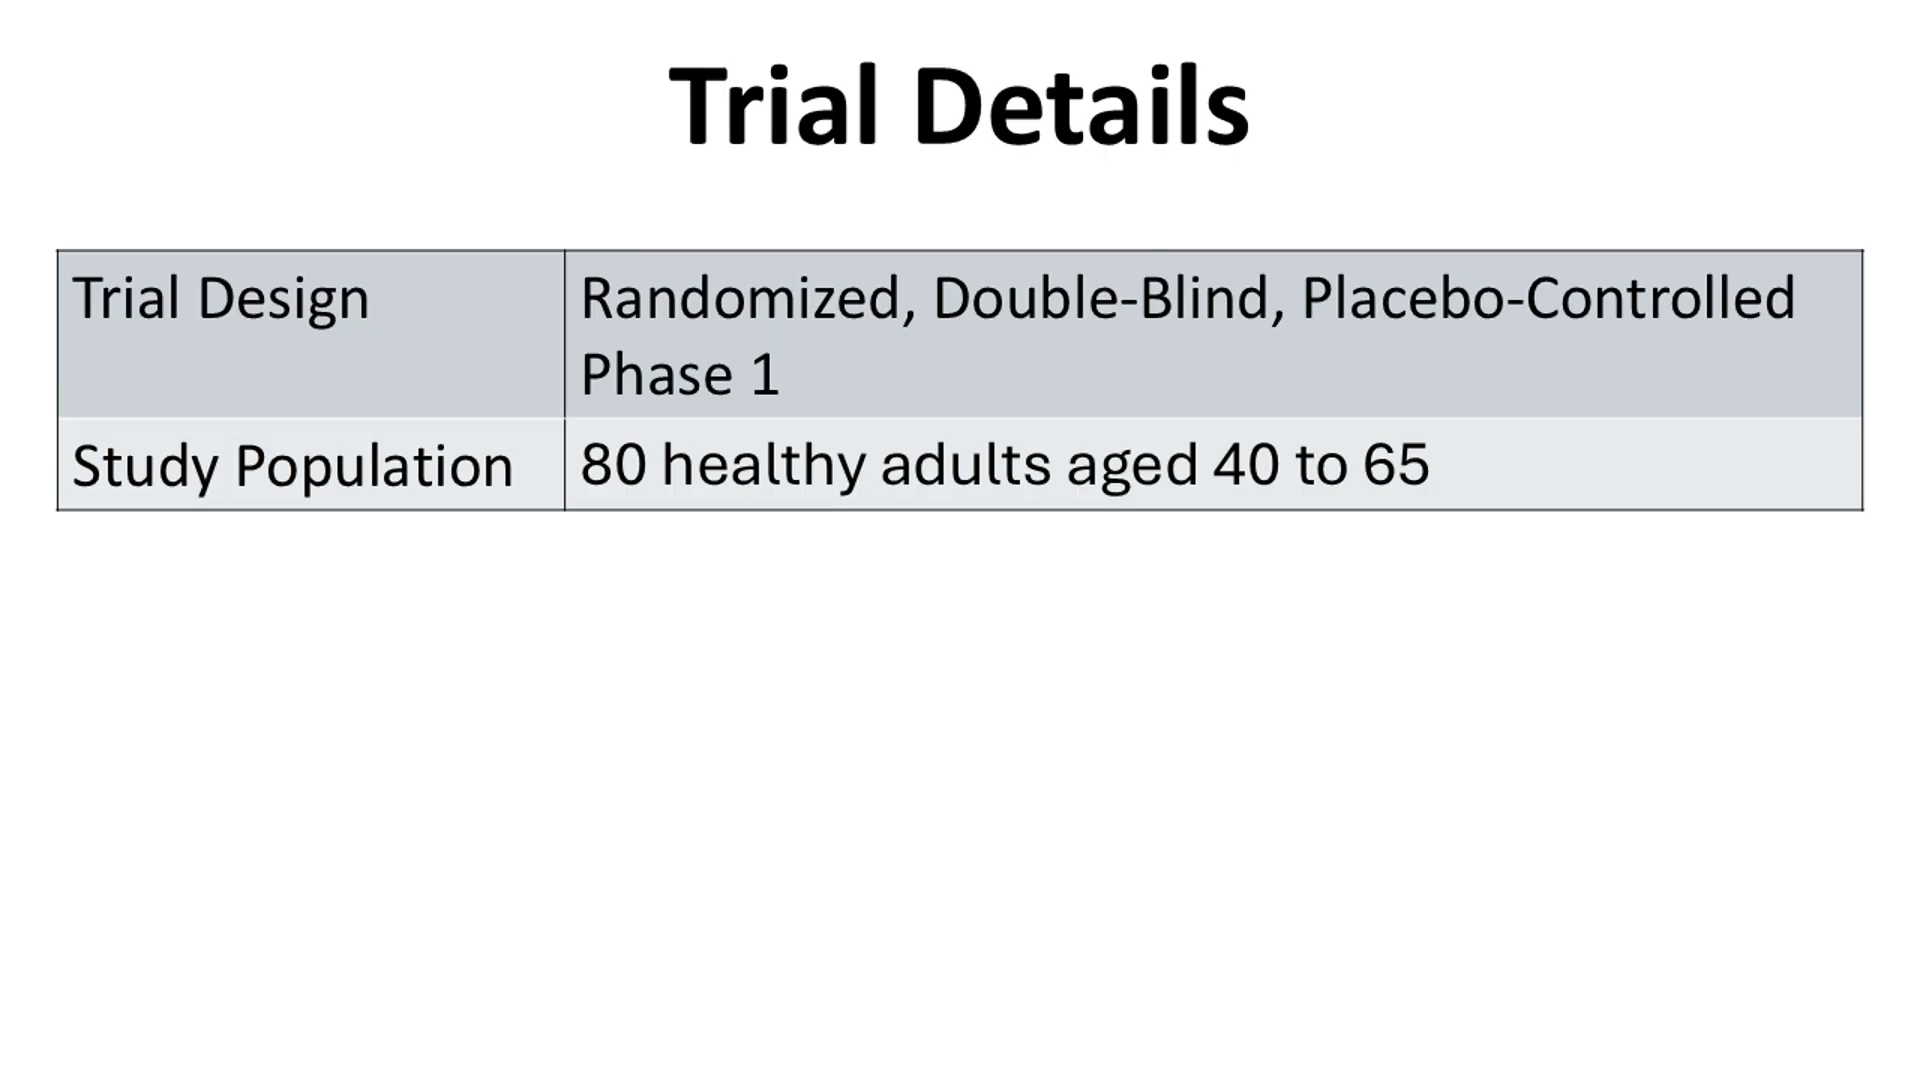 Trial Details
Trial Design
Randomized, Double-Blind, Placebo-Controlled
Phase 1
Study Population
80 healthy adults aged 40 to 65